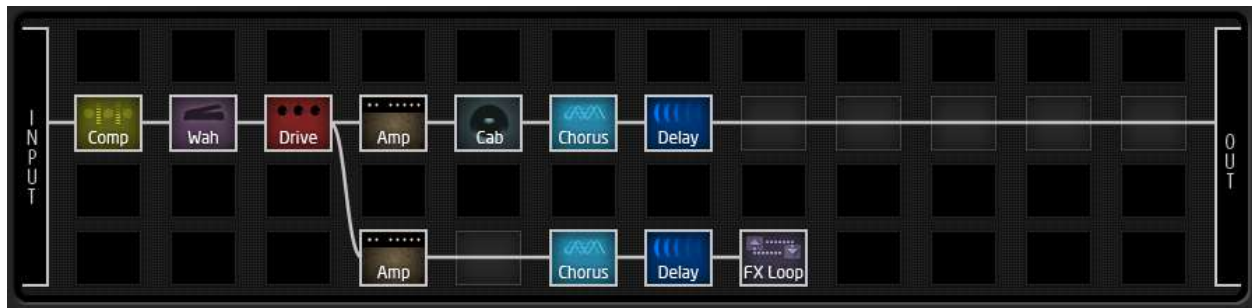 INPUT
Comp Wah Drive Amp Cab Chorus Delay
OUT
Amp Chorus Delay FX Loop